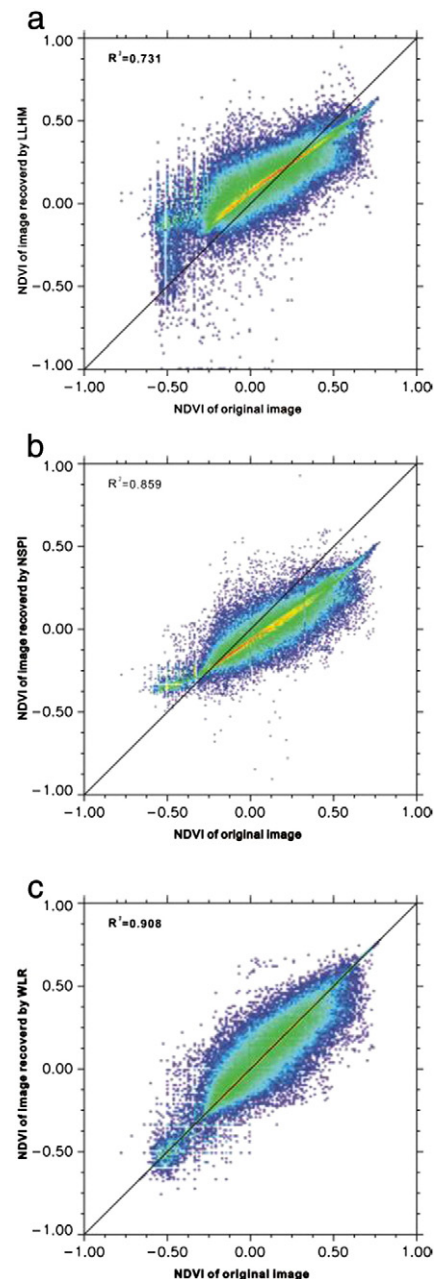 a
1.00
R²=0.731
0.50
0.00
−0.50
−1.00
NDVI of image recoverd by LLHM
−1.00 −0.50 0.00 0.50 1.00
NDVI of original image
b
1.00
R²=0.859
0.50
0.00
−0.50
−1.00
NDVI of image recoverd by NSPI
−1.00 −0.50 0.00 0.50 1.00
NDVI of original image
c
1.00
R²=0.908
0.50
0.00
−0.50
−1.00
NDVI of image recoverd by WLR
−1.00 −0.50 0.00 0.50 1.00
NDVI of original image